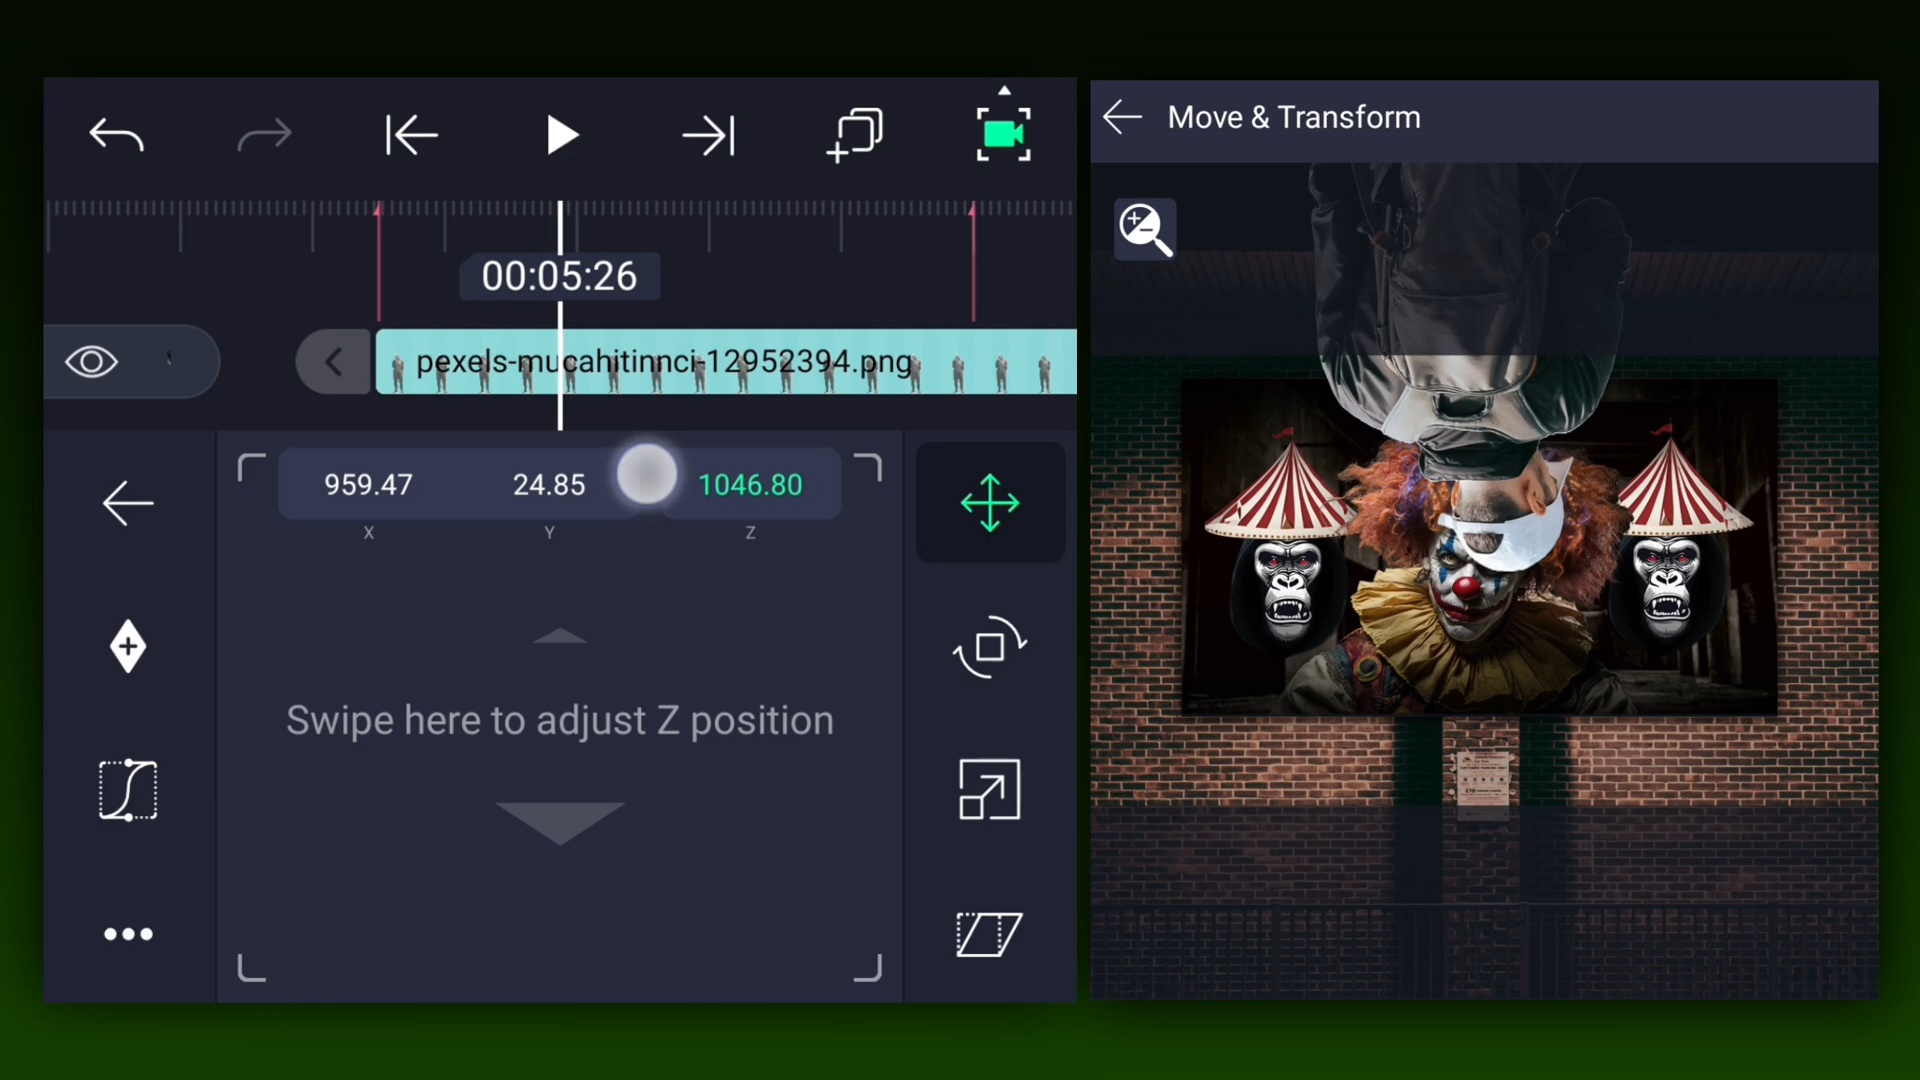 Move & Transform
00:05:26
pexels-mucahitinnci-12952394.png
959.47 24.85 1046.80
X Y Z
Swipe here to adjust Z position